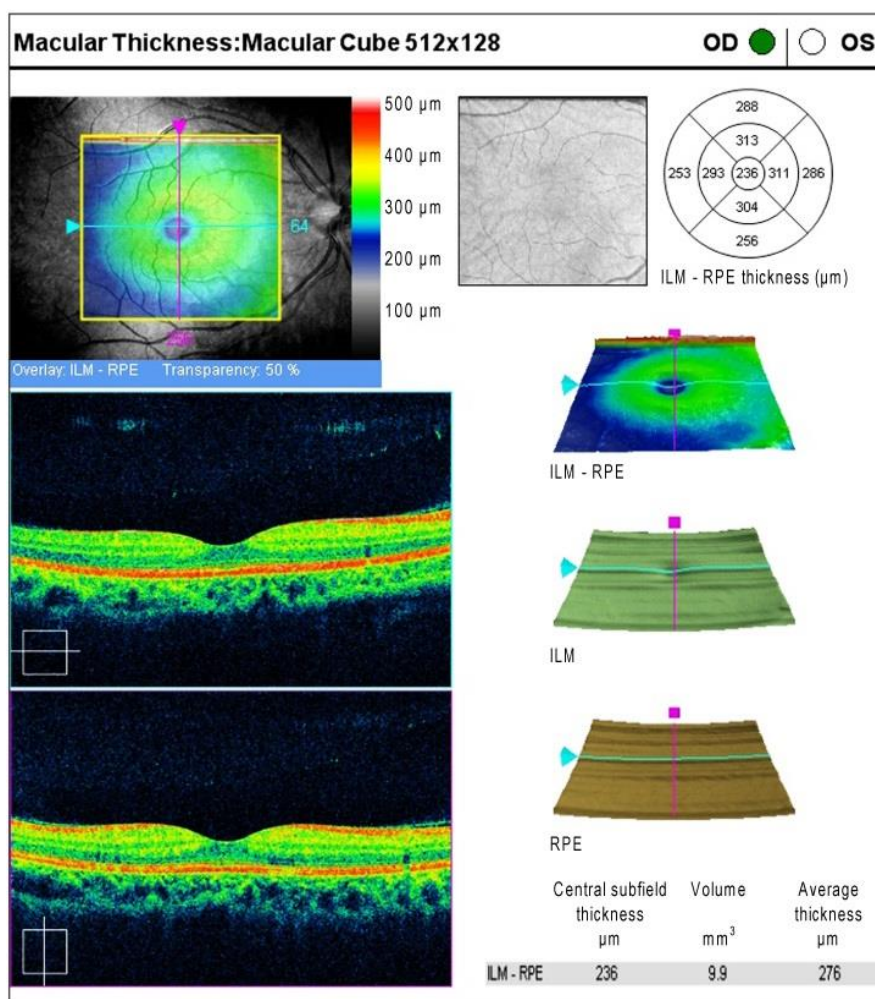 Macular Thickness:Macular Cube 512x128 OD OS
500 µm
400 µm
300 µm
200 µm
100 µm
64
Overlay: ILM - RPE Transparency: 50 %
288
313
253 293 236 311 286
304
256
ILM - RPE thickness (µm)
ILM - RPE
ILM
RPE
Central subfield Volume Average
thickness thickness
µm mm³ µm
ILM - RPE 236 9.9 276